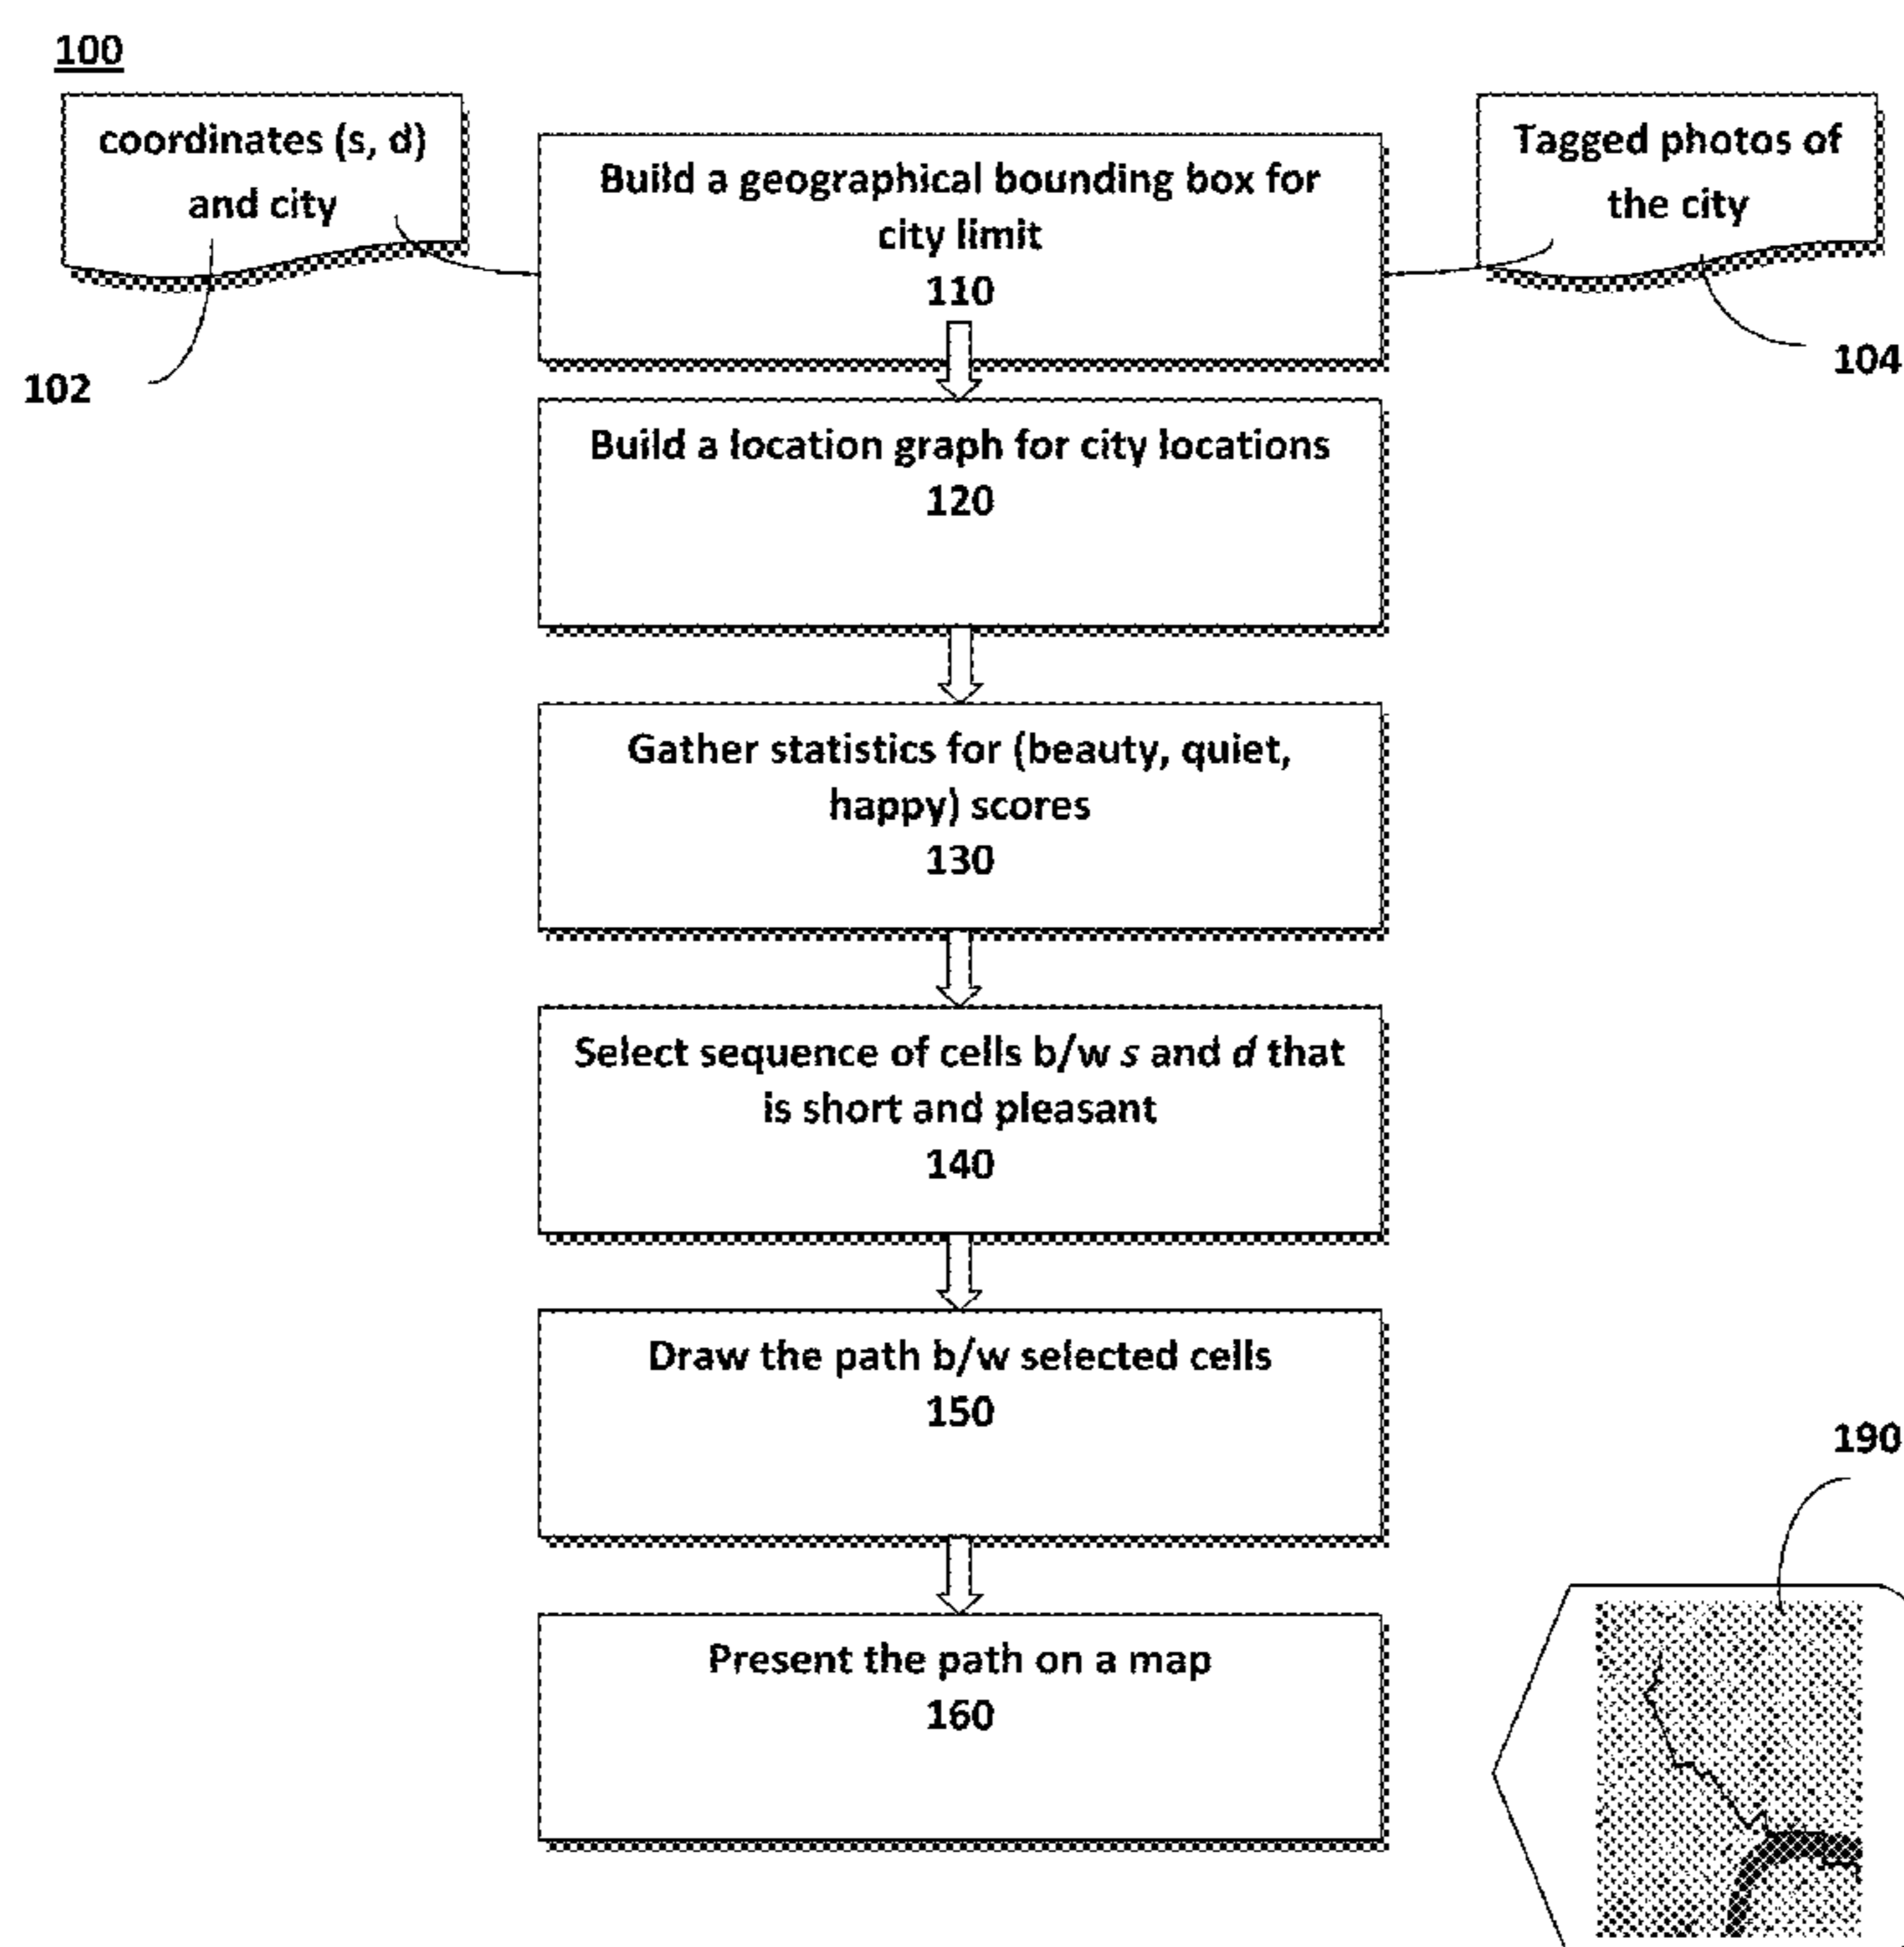 100
coordinates (s, d)
and city
102
Tagged photos of
the city
104
Build a geographical bounding box for
city limit
110
Build a location graph for city locations
120
Gather statistics for (beauty, quiet,
happy) scores
130
Select sequence of cells b/w s and d that
is short and pleasant
140
Draw the path b/w selected cells
150
Present the path on a map
160
190